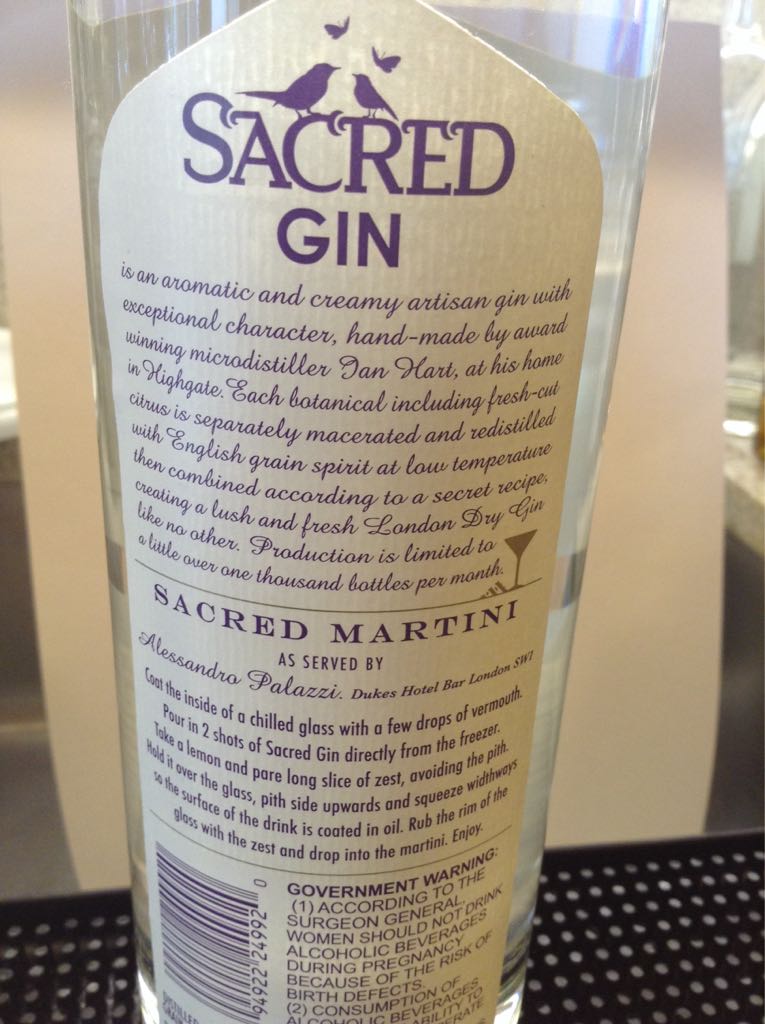 SACRED
GIN
is an aromatic and creamy artisan gin with
exceptional character, hand-made by award
winning microdistiller Ian Hart, at his home
in Highgate. Each botanical including fresh-cut
citrus is separately macerated and redistilled
with English grain spirit at low temperature
then combined according to a secret recipe,
creating a lush and fresh London Dry Gin
like no other. Production is limited to
a little over one thousand bottles per month.
SACRED MARTINI
AS SERVED BY
Alessandro Palazzi. Dukes Hotel Bar London SW1
Coat the inside of a chilled glass with a few drops of vermouth.
Pour in 2 shots of Sacred Gin directly from the freezer.
Take a lemon and pare long slice of zest, avoiding the pith.
Hold it over the glass, pith side upwards and squeeze widthways
so the surface of the drink is coated in oil. Rub the rim of the
glass with the zest and drop into the martini. Enjoy.
94922 24992 0
GOVERNMENT WARNING:
(1) ACCORDING TO THE
SURGEON GENERAL,
WOMEN SHOULD NOT DRINK
ALCOHOLIC BEVERAGES
DURING PREGNANCY
BECAUSE OF THE RISK OF
BIRTH DEFECTS.
(2) CONSUMPTION OF
ALCOHOLIC BEVERAGES